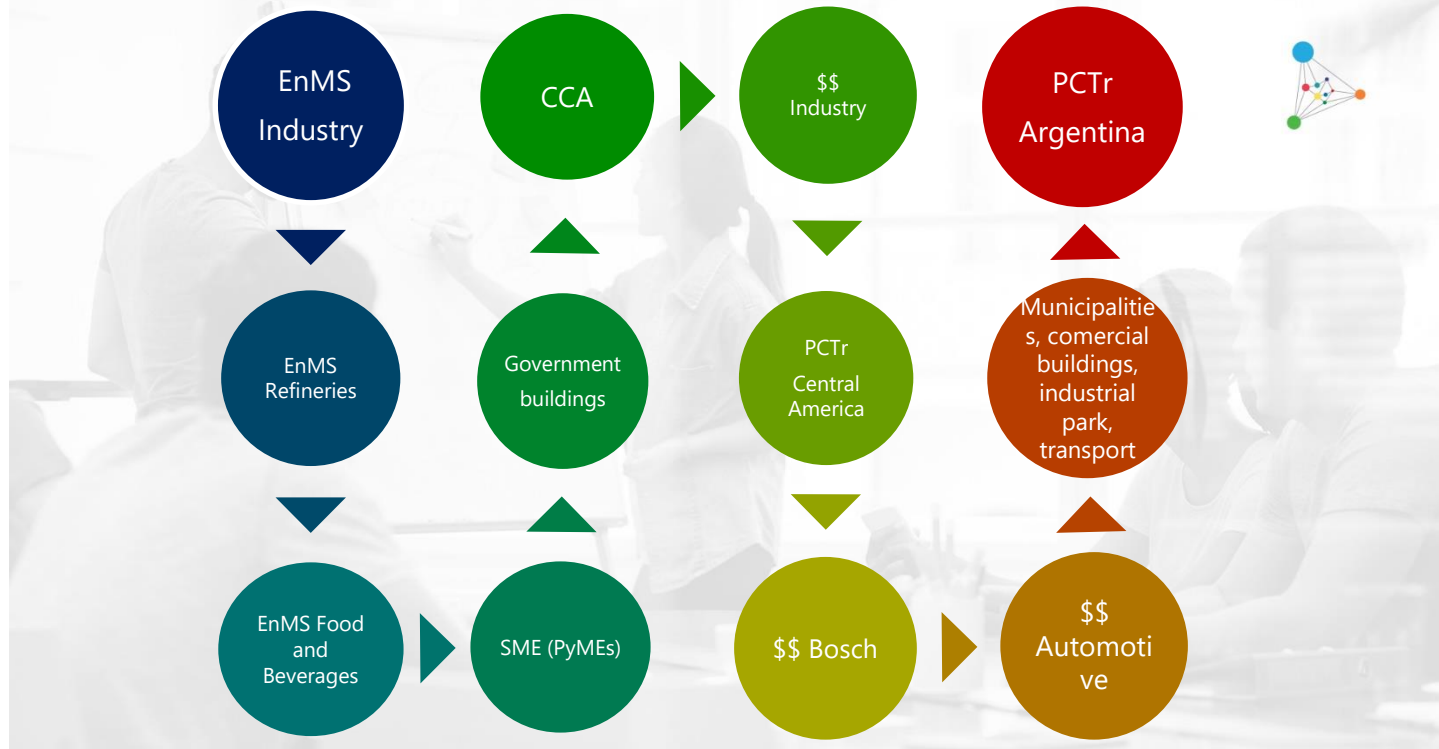 EnMS
Industry
EnMS
Refineries
EnMS Food
and
Beverages
SME (PyMEs)
Government
buildings
CCA
$$
Industry
PCTr
Central
America
$$ Bosch
$$
Automoti
ve
Municipalitie
s, comercial
buildings,
industrial
park,
transport
PCTr
Argentina